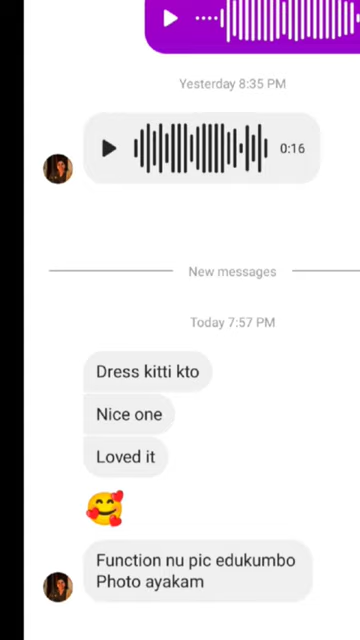 Yesterday 8:35 PM
0:16
New messages
Today 7:57 PM
Dress kitti kto
Nice one
Loved it
Function nu pic edukumbo
Photo ayakam